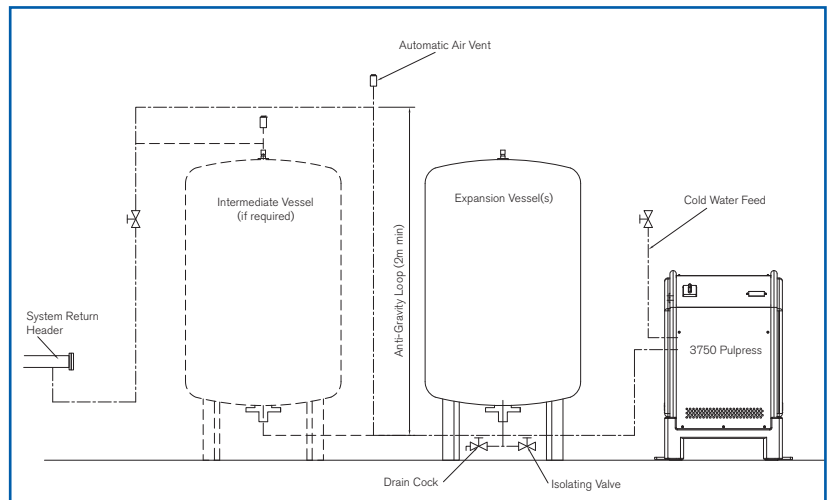 Automatic Air Vent
Intermediate Vessel
(if required)
Anti-Gravity Loop (2m min)
Expansion Vessel(s)
Cold Water Feed
System Return
Header
3750 Pulpress
Drain Cock
Isolating Valve